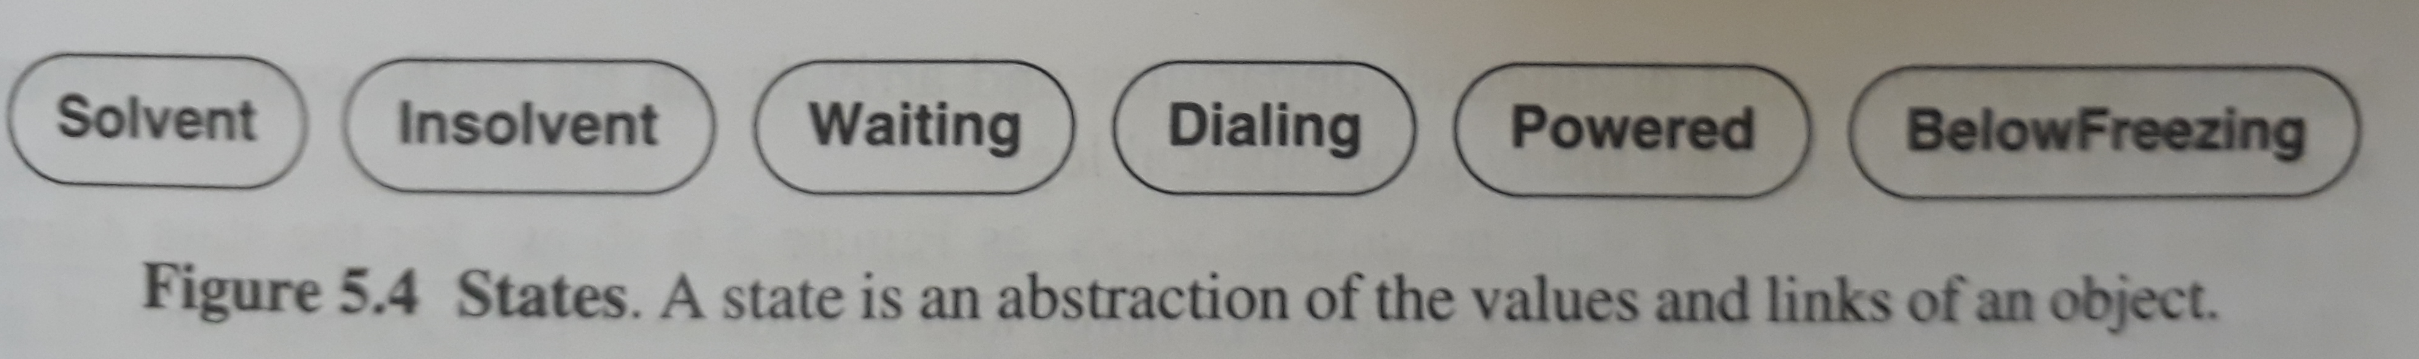 Solvent Insolvent Waiting Dialing Powered BelowFreezing
Figure 5.4 States. A state is an abstraction of the values and links of an object.